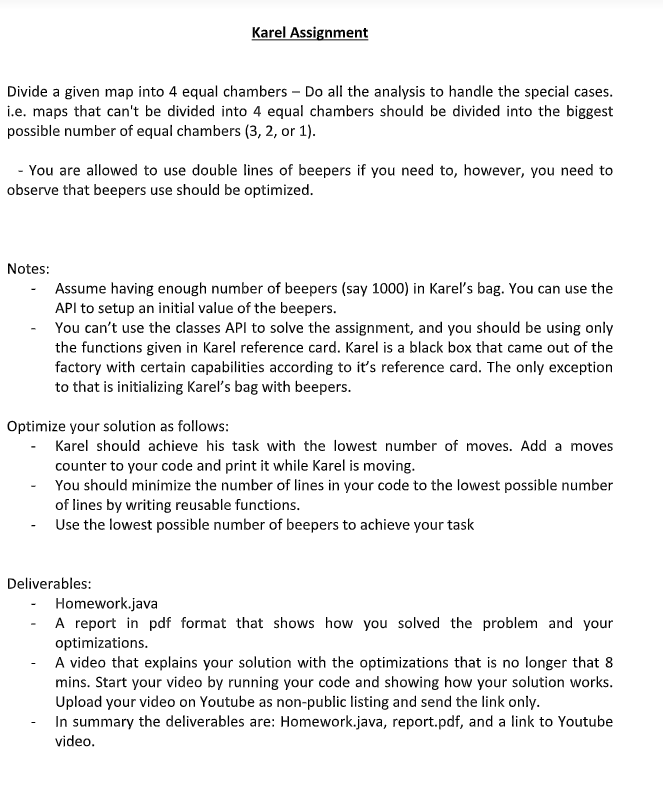 Karel Assignment
Divide a given map into 4 equal chambers – Do all the analysis to handle the special cases.
i.e. maps that can't be divided into 4 equal chambers should be divided into the biggest
possible number of equal chambers (3, 2, or 1).
- You are allowed to use double lines of beepers if you need to, however, you need to
observe that beepers use should be optimized.
Notes:
- Assume having enough number of beepers (say 1000) in Karel's bag. You can use the
API to setup an initial value of the beepers.
- You can't use the classes API to solve the assignment, and you should be using only
the functions given in Karel reference card. Karel is a black box that came out of the
factory with certain capabilities according to it's reference card. The only exception
to that is initializing Karel's bag with beepers.
Optimize your solution as follows:
- Karel should achieve his task with the lowest number of moves. Add a moves
counter to your code and print it while Karel is moving.
- You should minimize the number of lines in your code to the lowest possible number
of lines by writing reusable functions.
- Use the lowest possible number of beepers to achieve your task
Deliverables:
- Homework.java
- A report in pdf format that shows how you solved the problem and your
optimizations.
- A video that explains your solution with the optimizations that is no longer that 8
mins. Start your video by running your code and showing how your solution works.
Upload your video on Youtube as non-public listing and send the link only.
- In summary the deliverables are: Homework.java, report.pdf, and a link to Youtube
video.